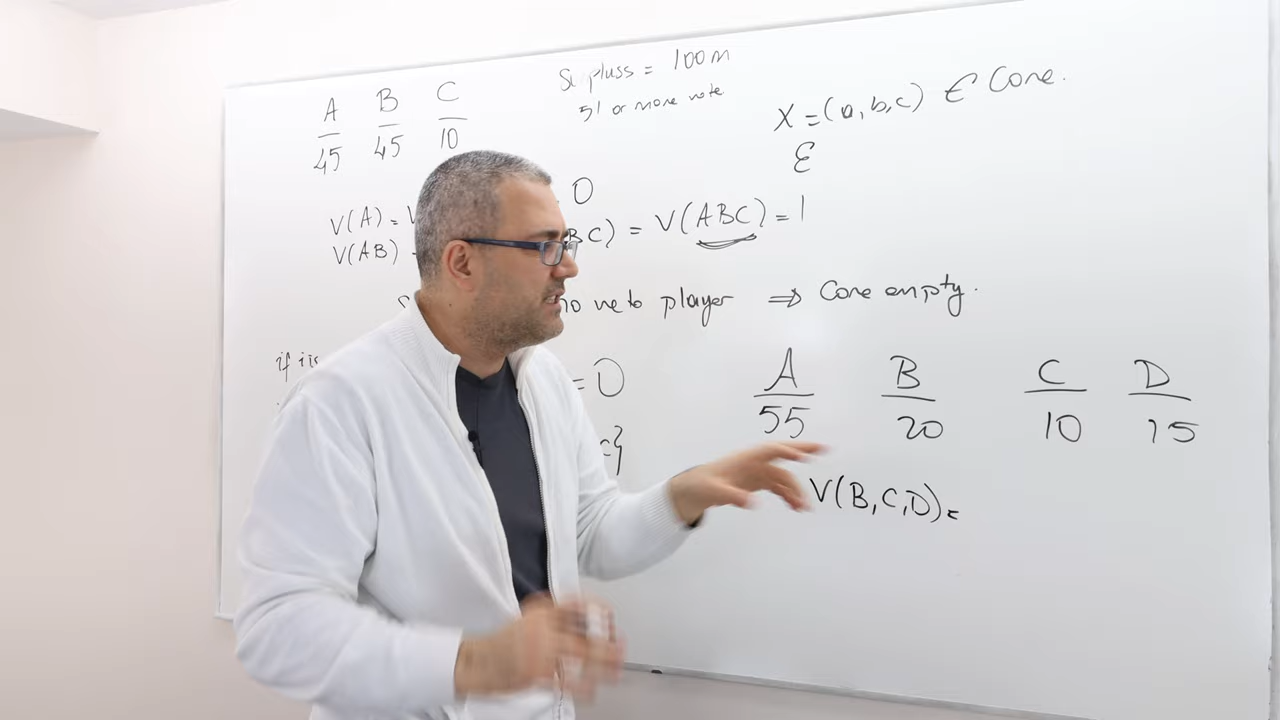 A B C
45 45 10
Surpluss = 100m
51 or more vote
X = (a, b, c) ∈ Core.
ε
V(A) = V = 0
V(AB) BC) = V(ABC) = 1
no veto player ⇒ Core empty.
if = 0
c}
A B C D
55 20 10 15
V(B,C,D) =